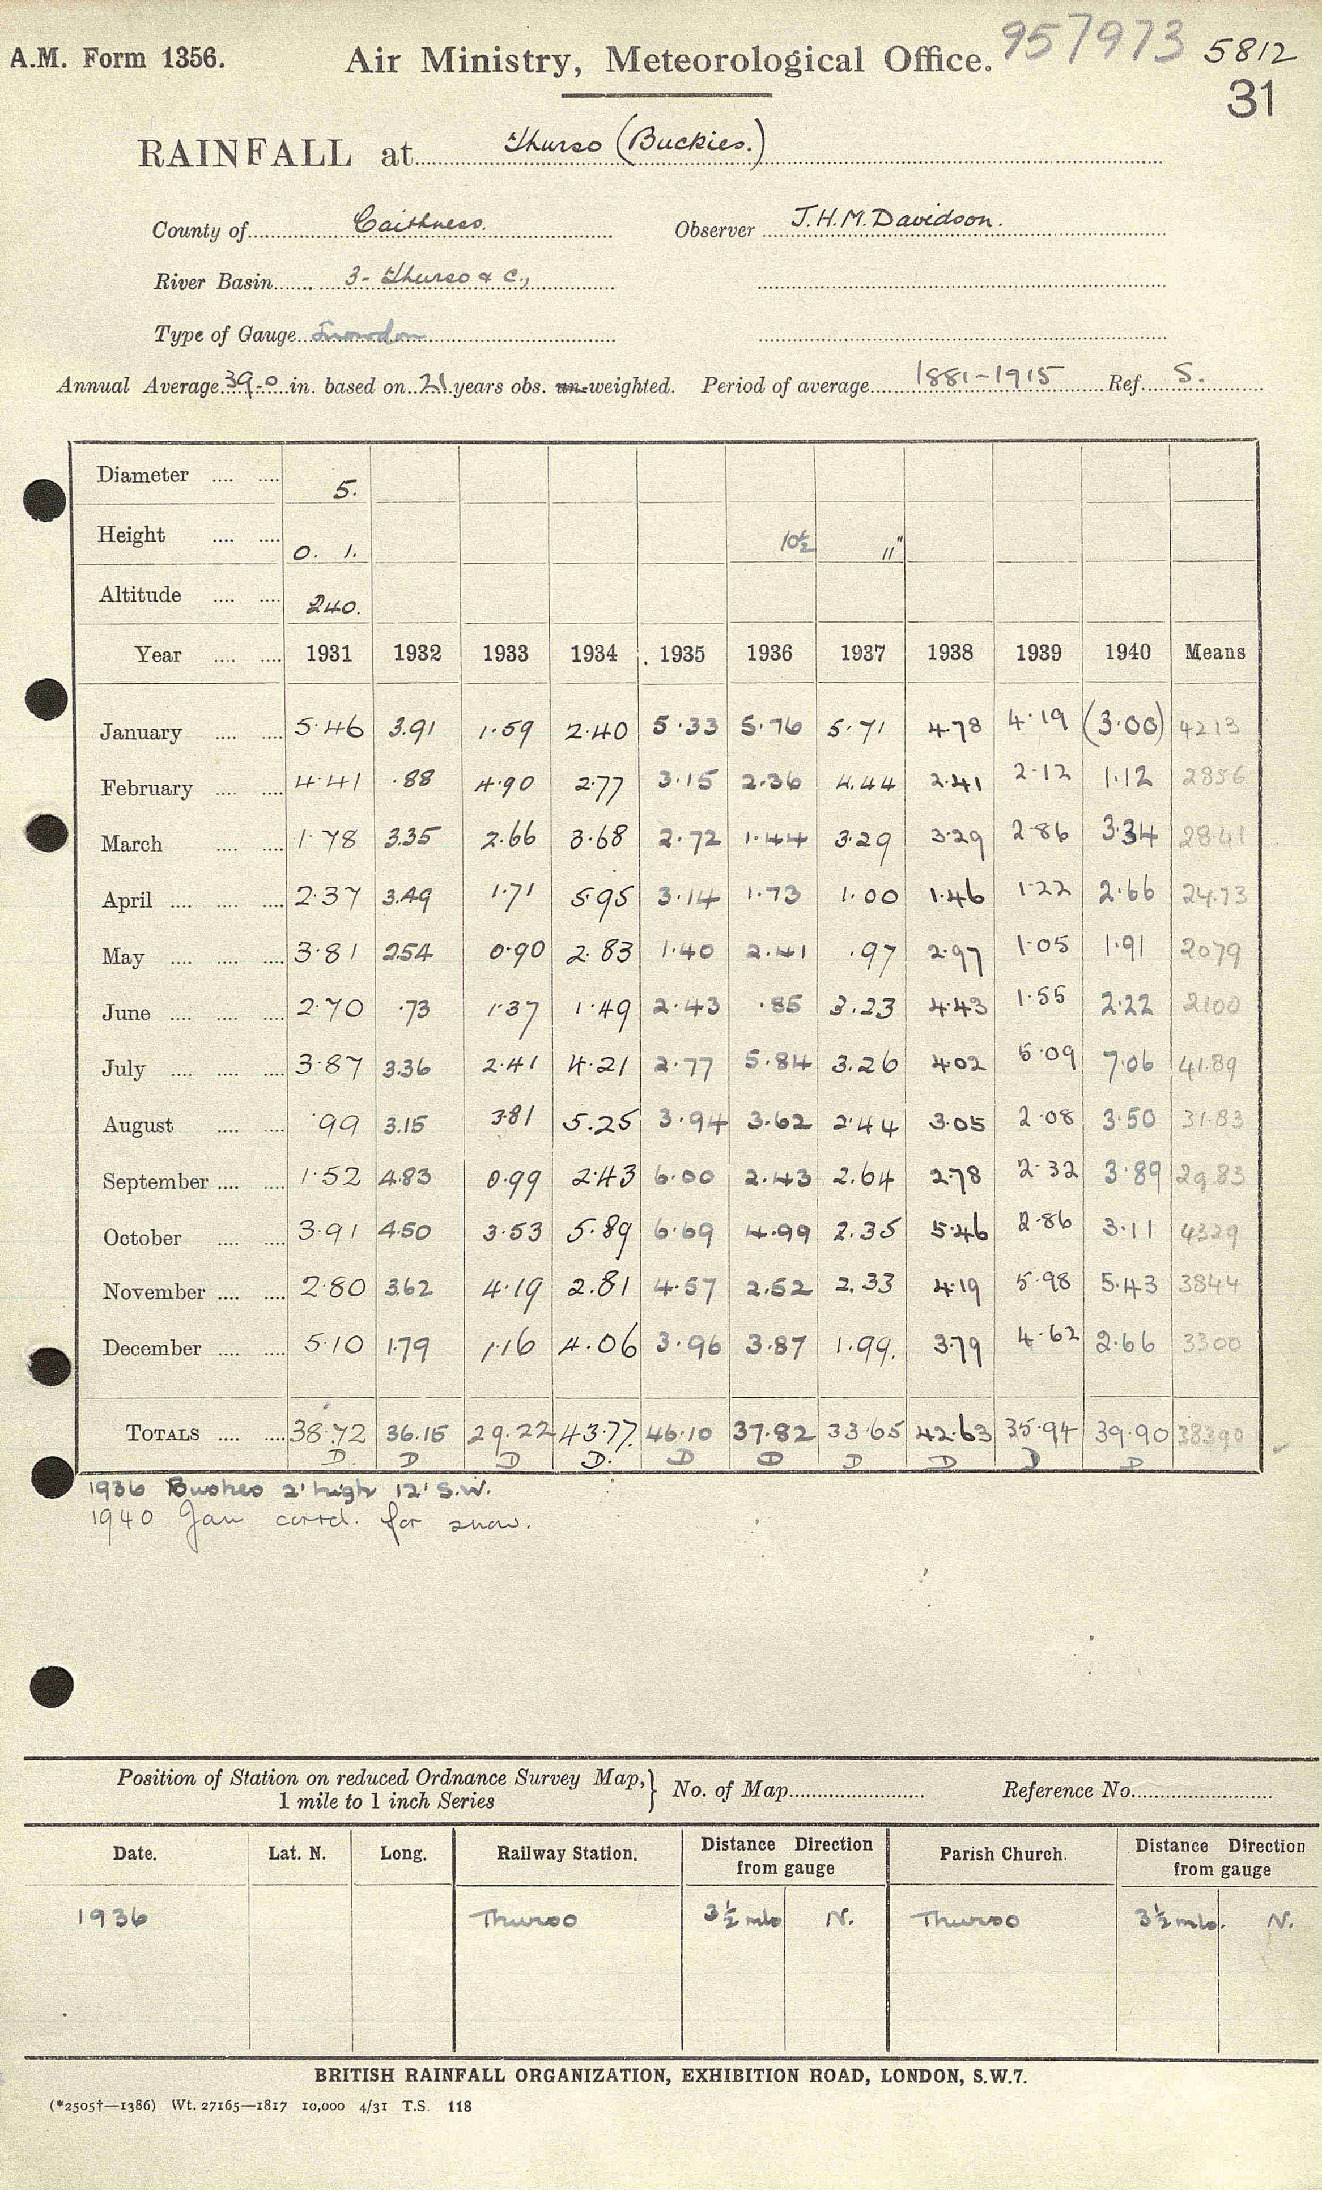 957973
5812
A.M. Form 1356. Air Ministry, Meteorological Office.
31
RAINFALL at Thurso (Buckies.)
County of Caithness. Observer J.H.M. Davidson.
River Basin 3- Thurso & C.,
Type of Gauge Snowdon
Annual Average 39.0 in. based on 21 years obs. un-weighted. Period of average 1881-1915 Ref. S.
Diameter 5.
Height 0. 1. 10½ 11"
Altitude 240.
Year 1931 1932 1933 1934 1935 1936 1937 1938 1939 1940 Means
January 5.46 3.91 1.59 2.40 5.33 5.76 5.71 4.78 4.19 (3.00) 4213
February 4.41 .88 4.90 2.77 3.15 2.36 4.44 2.41 2.12 1.12 2856
March 1.78 3.35 2.66 3.68 2.72 1.44 3.29 3.29 2.86 3.34 2841
April 2.37 3.49 1.71 5.95 3.14 1.73 1.00 1.46 1.22 2.66 24.73
May 3.81 2.54 0.90 2.83 1.40 2.41 .97 2.97 1.05 1.91 2079
June 2.70 .73 1.37 1.49 2.43 .85 3.23 4.43 1.55 2.22 2100
July 3.87 3.36 2.41 4.21 2.77 5.84 3.26 4.02 5.09 7.06 41.89
August .99 3.15 3.81 5.25 3.94 3.62 2.44 3.05 2.08 3.50 31.83
September 1.52 4.83 0.99 2.43 6.00 2.43 2.64 2.78 2.32 3.89 29.83
October 3.91 4.50 3.53 5.89 6.69 4.99 2.35 5.46 2.86 3.11 4329
November 2.80 3.62 4.19 2.81 4.57 2.52 2.33 4.19 5.98 5.43 3844
December 5.10 1.79 1.16 4.06 3.96 3.87 1.99. 3.79 4.62 2.66 3300
TOTALS 38.72 36.15 29.22 43.77 46.10 37.82 33.65 42.63 35.94 39.90 38390
D. D D D. D D D D D D
1936 Bushes 2' high 12' S.W.
1940 Jan corrd. for snow.
Position of Station on reduced Ordnance Survey Map, } No. of Map Reference No.
1 mile to 1 inch Series
Date. Lat. N. Long. Railway Station. Distance Direction from gauge Parish Church. Distance Direction from gauge
1936 Thurso 3½ mls N. Thurso 3½ mls. N.
BRITISH RAINFALL ORGANIZATION, EXHIBITION ROAD, LONDON, S.W.7.
(*2505†—1386) Wt. 27165—1817 10,000 4/31 T.S. 118